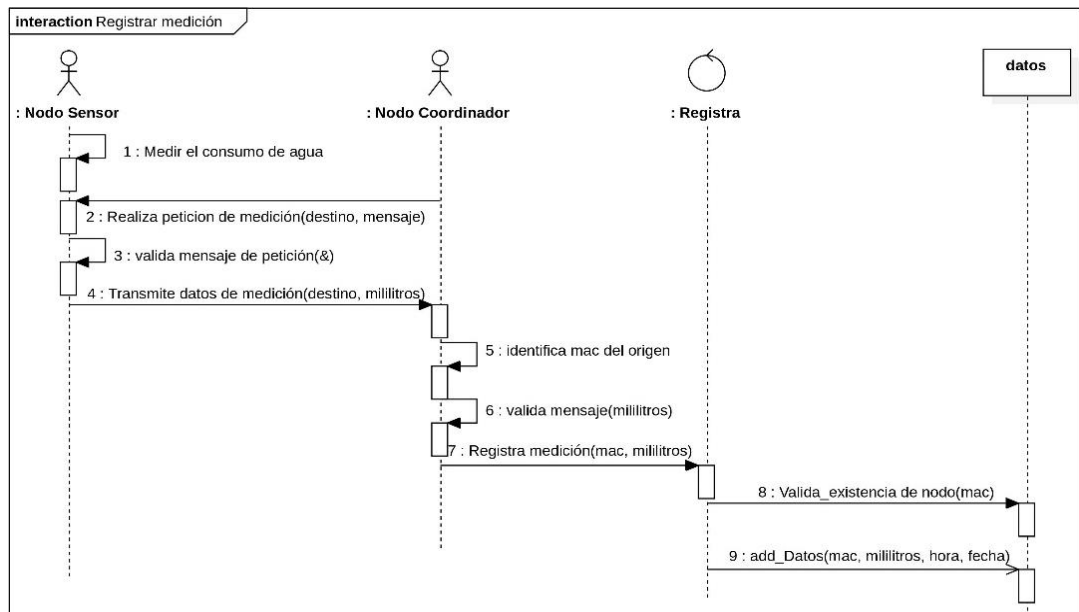 interaction Registrar medición
datos
: Nodo Sensor
: Nodo Coordinador
: Registra
1 : Medir el consumo de agua
2 : Realiza peticion de medición(destino, mensaje)
3 : valida mensaje de petición(&)
4 : Transmite datos de medición(destino, mililitros)
5 : identifica mac del origen
6 : valida mensaje(mililitros)
7 : Registra medición(mac, mililitros)
8 : Valida_existencia de nodo(mac)
9 : add_Datos(mac, mililitros, hora, fecha)